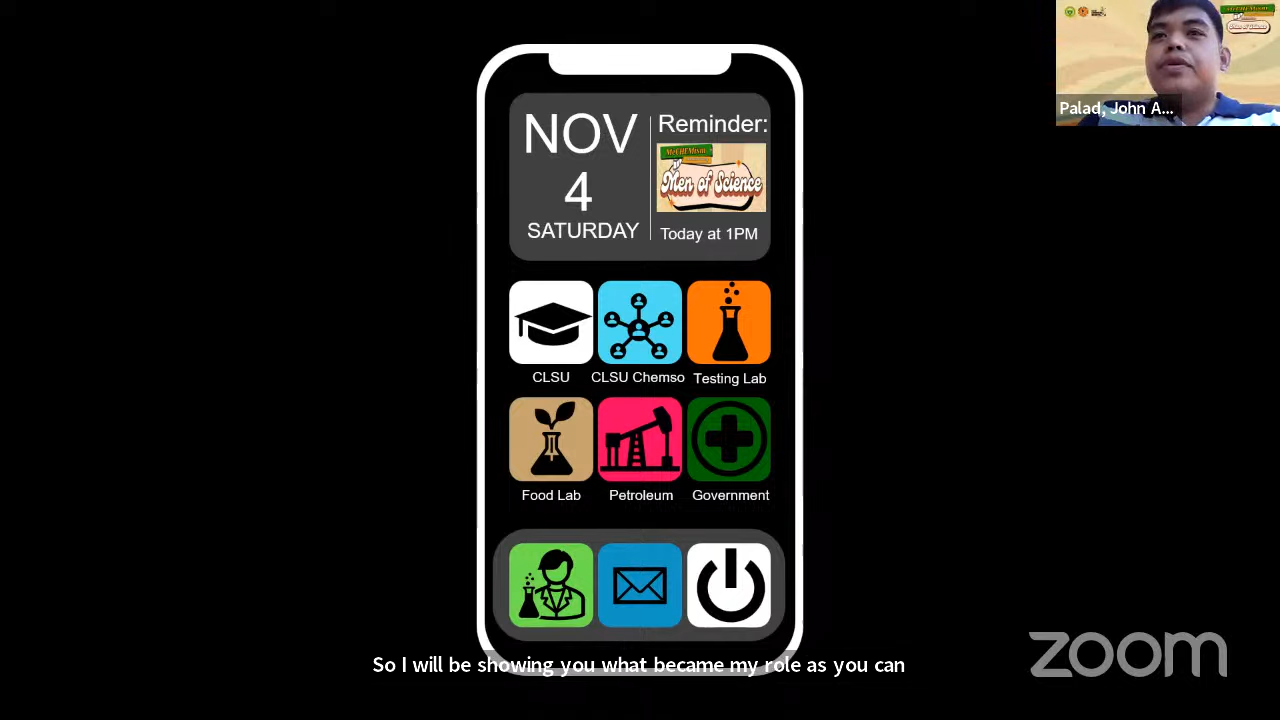 NOV
4
SATURDAY
Reminder:
MeCHEMism
Men of Science
Today at 1PM
CLSU
CLSU Chemso
Testing Lab
Food Lab
Petroleum
Government
Palad, John A...
So I will be showing you what became my role as you can
zoom